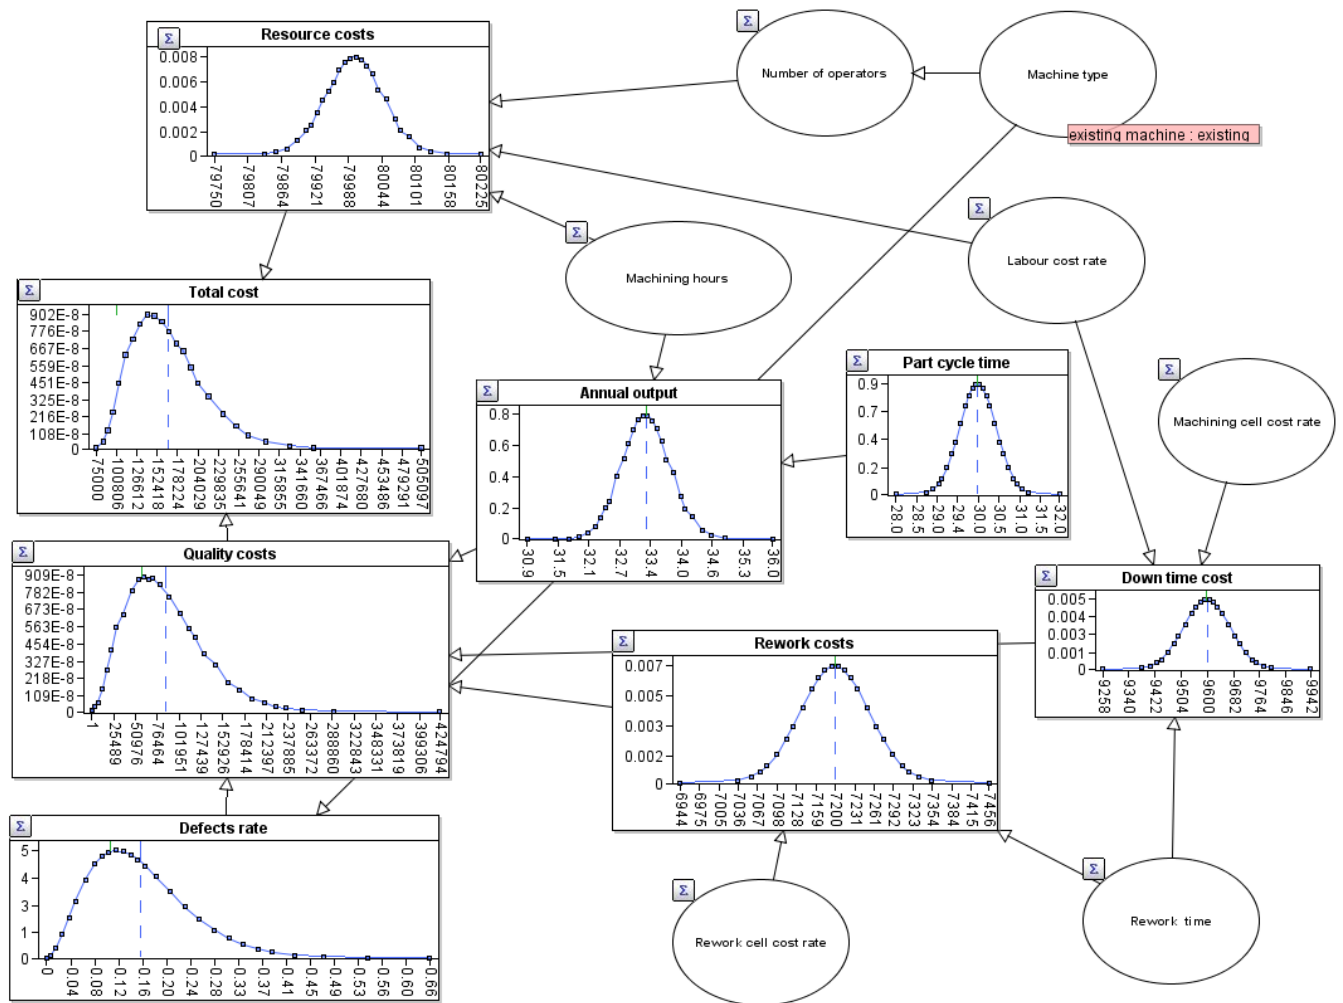 Resource costs
0.008
0.006
0.004
0.002
0
79750
79807
79864
79921
79988
80044
80101
80158
80225
Σ
Number of operators
Σ
Machine type
existing machine : existing
Σ
Labour cost rate
Σ
Machining hours
Σ
Total cost
Σ
902E-8
776E-8
667E-8
559E-8
451E-8
325E-8
216E-8
108E-8
0
75000
100806
126612
152418
178224
204029
229835
255641
290049
315855
341660
367466
401874
427680
453486
479291
505097
Annual output
Σ
0.8
0.6
0.4
0.2
0
30.9
31.5
32.1
32.7
33.4
34.0
34.6
35.3
36.0
Part cycle time
Σ
0.9
0.7
0.4
0.2
0
28.0
28.5
29.0
29.4
30.0
30.5
31.0
31.5
32.0
Σ
Machining cell cost rate
Quality costs
Σ
909E-8
782E-8
673E-8
563E-8
454E-8
327E-8
218E-8
109E-8
0
1
25489
50976
76464
101951
127439
152926
178414
212397
237885
263372
288860
322843
348331
373819
399306
424794
Rework costs
Σ
0.007
0.005
0.003
0.002
0
6944
6975
7005
7036
7067
7098
7128
7159
7200
7231
7261
7292
7323
7354
7384
7415
7456
Down time cost
Σ
0.005
0.004
0.003
0.001
0
9258
9340
9422
9504
9600
9682
9764
9846
9942
Defects rate
Σ
5
4
3
1
0
0
0.04
0.08
0.12
0.16
0.20
0.24
0.28
0.33
0.37
0.41
0.45
0.49
0.53
0.56
0.60
0.66
Σ
Rework cell cost rate
Σ
Rework time